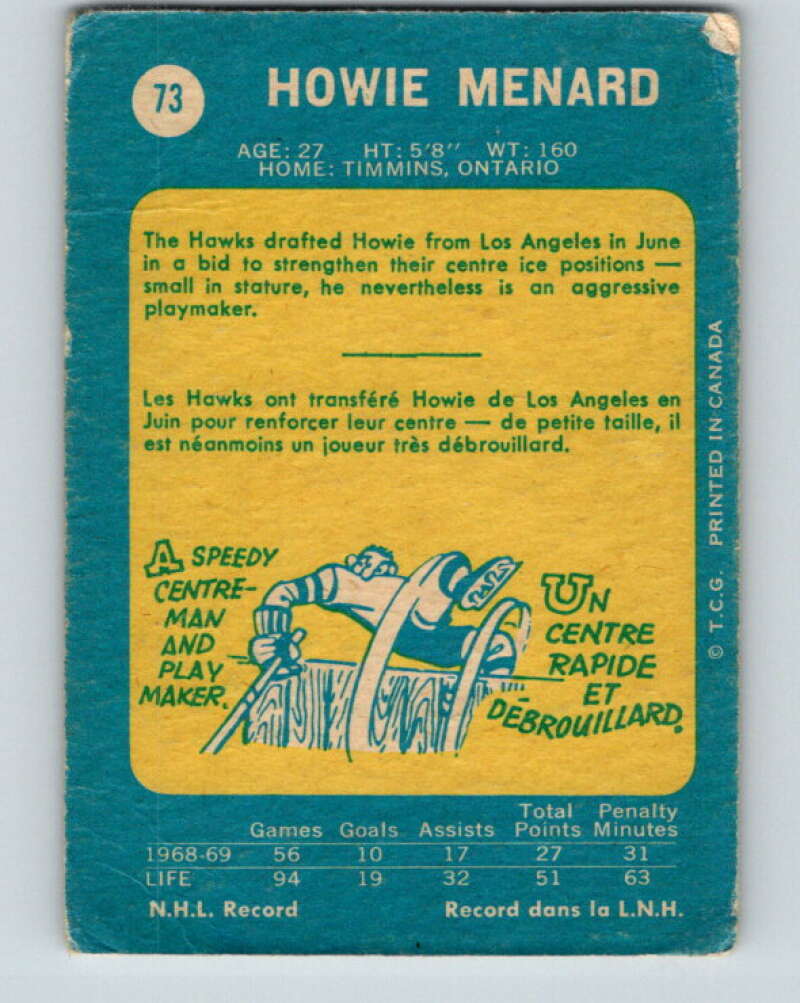 73
HOWIE MENARD
AGE: 27 HT: 5'8" WT: 160
HOME: TIMMINS, ONTARIO
The Hawks drafted Howie from Los Angeles in June
in a bid to strengthen their centre ice positions —
small in stature, he nevertheless is an aggressive
playmaker.
Les Hawks ont transféré Howie de Los Angeles en
Juin pour renforcer leur centre — de petite taille, il
est néanmoins un joueur très débrouillard.
A SPEEDY
CENTRE-
MAN
AND
PLAY
MAKER.
UN
CENTRE
RAPIDE
ET
DÉBROUILLARD.
© T.C.G. PRINTED IN CANADA
Total Penalty
Games Goals Assists Points Minutes
1968-69 56 10 17 27 31
LIFE 94 19 32 51 63
N.H.L. Record Record dans la L.N.H.